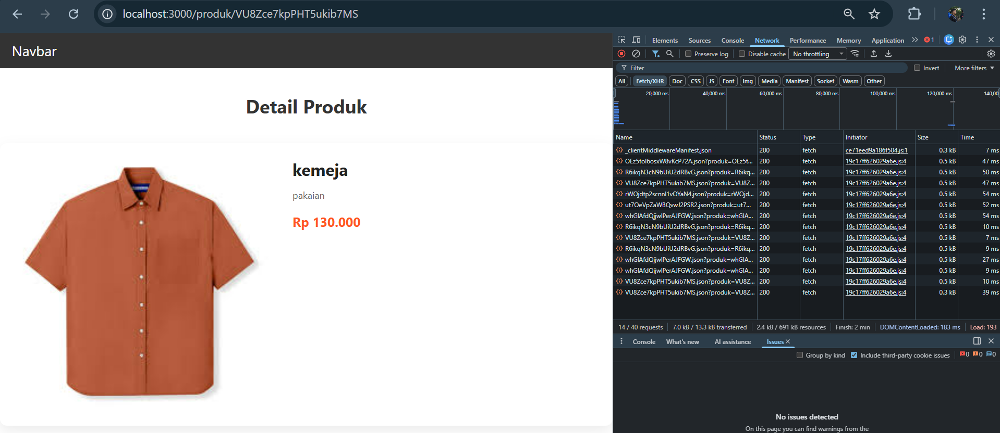 localhost:3000/produk/VU8Zce7kpPHT5ukib7MS
Navbar
Detail Produk
kemeja
pakaian
Rp 130.000
Elements Sources Console Network Performance Memory Application 1
Preserve log Disable cache No throttling
Filter Invert More filters
All Fetch/XHR Doc CSS JS Font Img Media Manifest Socket Wasm Other
20,000 ms 40,000 ms 60,000 ms 80,000 ms 100,000 ms 120,000 ms 140,00
Name Status Type Initiator Size Time
_clientMiddlewareManifest.json 200 fetch ce71eed9a186f504.js:1 0.3 kB 7 ms
OEz5toI6osxW8vKcP72A.json?produk=OEz5t... 200 fetch 19c17ff626029a6e.js:4 0.5 kB 47 ms
R6ikqN3cN9bUiU2dRBvG.json?produk=R6ikq... 200 fetch 19c17ff626029a6e.js:4 0.5 kB 50 ms
VU8Zce7kpPHT5ukib7MS.json?produk=VU8Z... 200 fetch 19c17ff626029a6e.js:4 0.5 kB 47 ms
rWOjdtp2scnnI1vOYaN4.json?produk=rWOjd... 200 fetch 19c17ff626029a6e.js:4 0.5 kB 54 ms
ut7OeVpZaWBQvwJ2PSR2.json?produk=ut7... 200 fetch 19c17ff626029a6e.js:4 0.5 kB 52 ms
whGlAfdQjjwlPerAJFGW.json?produk=whGlA... 200 fetch 19c17ff626029a6e.js:4 0.5 kB 54 ms
R6ikqN3cN9bUiU2dRBvG.json?produk=R6ikq... 200 fetch 19c17ff626029a6e.js:4 0.5 kB 10 ms
VU8Zce7kpPHT5ukib7MS.json?produk=VU8Z... 200 fetch 19c17ff626029a6e.js:4 0.5 kB 7 ms
R6ikqN3cN9bUiU2dRBvG.json?produk=R6ikq... 200 fetch 19c17ff626029a6e.js:4 0.5 kB 9 ms
whGlAfdQjjwlPerAJFGW.json?produk=whGlA... 200 fetch 19c17ff626029a6e.js:4 0.5 kB 27 ms
whGlAfdQjjwlPerAJFGW.json?produk=whGlA... 200 fetch 19c17ff626029a6e.js:4 0.5 kB 9 ms
VU8Zce7kpPHT5ukib7MS.json?produk=VU8Z... 200 fetch 19c17ff626029a6e.js:4 0.5 kB 10 ms
VU8Zce7kpPHT5ukib7MS.json?produk=VU8Z... 200 fetch 19c17ff626029a6e.js:4 0.3 kB 39 ms
14 / 40 requests 7.0 kB / 13.3 kB transferred 2.4 kB / 691 kB resources Finish: 2 min DOMContentLoaded: 183 ms Load: 193
Console What's new AI assistance Issues
Group by kind Include third-party cookie issues 0 0 0
No issues detected
On this page you can find warnings from the